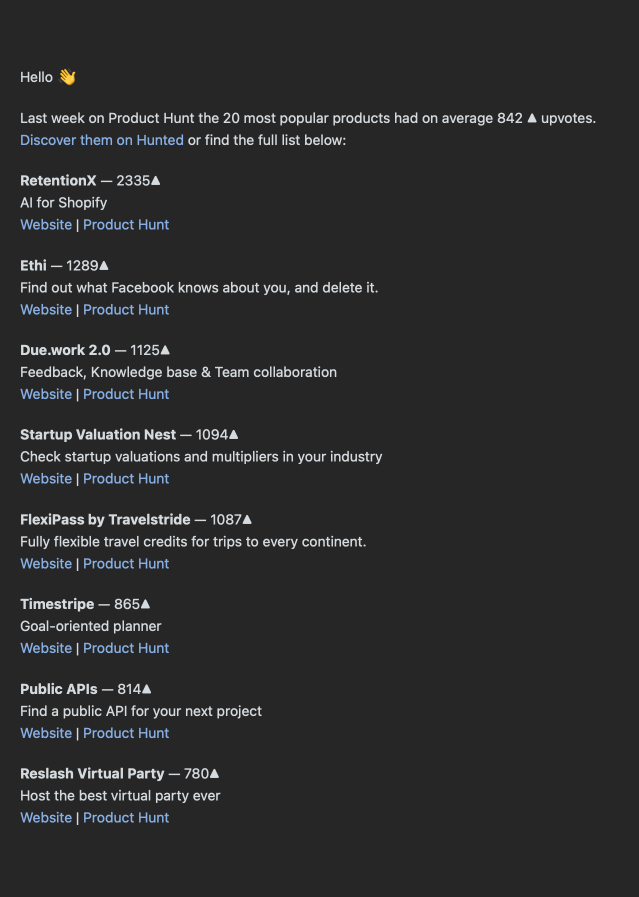 Hello 👋
Last week on Product Hunt the 20 most popular products had on average 842 ▲ upvotes.
Discover them on Hunted or find the full list below:
RetentionX — 2335▲
AI for Shopify
Website | Product Hunt
Ethi — 1289▲
Find out what Facebook knows about you, and delete it.
Website | Product Hunt
Due.work 2.0 — 1125▲
Feedback, Knowledge base & Team collaboration
Website | Product Hunt
Startup Valuation Nest — 1094▲
Check startup valuations and multipliers in your industry
Website | Product Hunt
FlexiPass by Travelstride — 1087▲
Fully flexible travel credits for trips to every continent.
Website | Product Hunt
Timestripe — 865▲
Goal-oriented planner
Website | Product Hunt
Public APIs — 814▲
Find a public API for your next project
Website | Product Hunt
Reslash Virtual Party — 780▲
Host the best virtual party ever
Website | Product Hunt